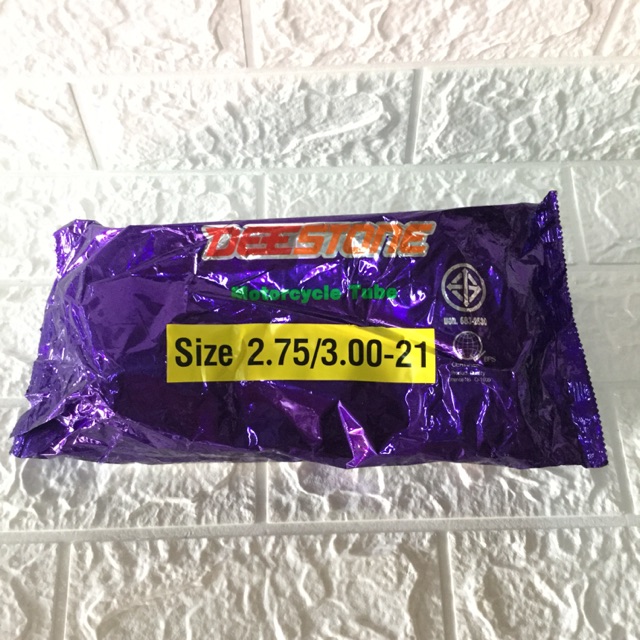 DEESTONE
Motorcycle Tube
Size 2.75/3.00-21